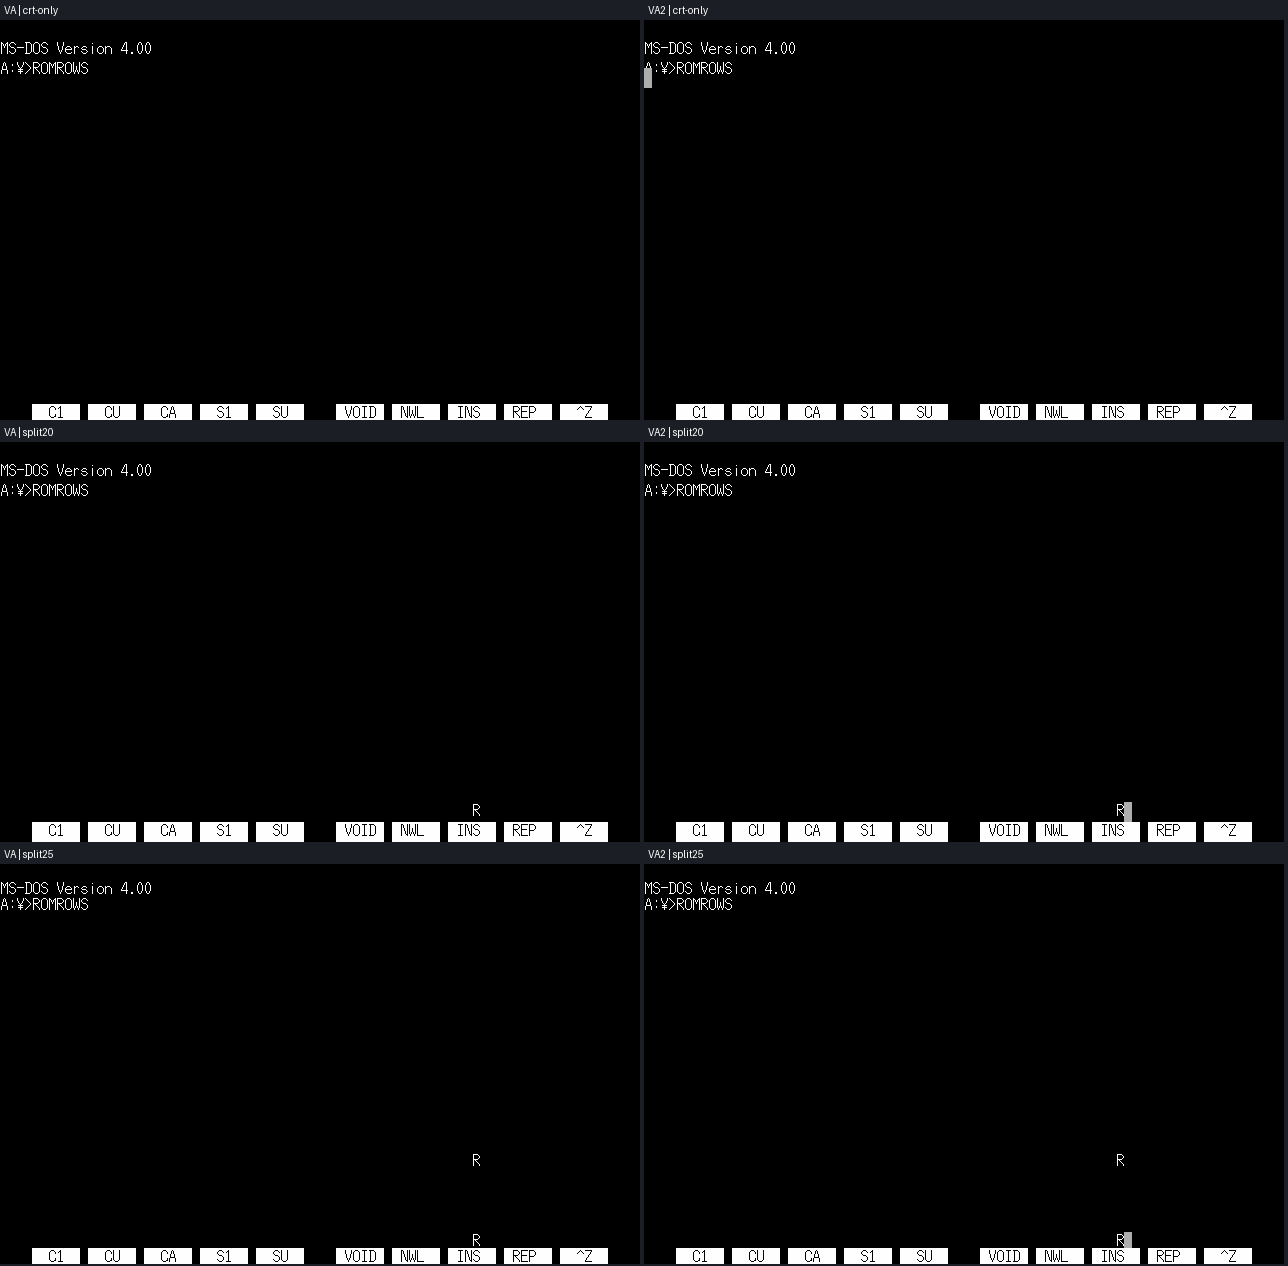 VA|crt-only
MS-DOS Version 4.00
A:¥>ROMROWS
C1 CU CA S1 SU VOID NWL INS REP ^Z
VA2|crt-only
MS-DOS Version 4.00
A:¥>ROMROWS
C1 CU CA S1 SU VOID NWL INS REP ^Z
VA|split20
MS-DOS Version 4.00
A:¥>ROMROWS
R
C1 CU CA S1 SU VOID NWL INS REP ^Z
VA2|split20
MS-DOS Version 4.00
A:¥>ROMROWS
R
C1 CU CA S1 SU VOID NWL INS REP ^Z
VA|split25
MS-DOS Version 4.00
A:¥>ROMROWS
R
R
C1 CU CA S1 SU VOID NWL INS REP ^Z
VA2|split25
MS-DOS Version 4.00
A:¥>ROMROWS
R
R
C1 CU CA S1 SU VOID NWL INS REP ^Z